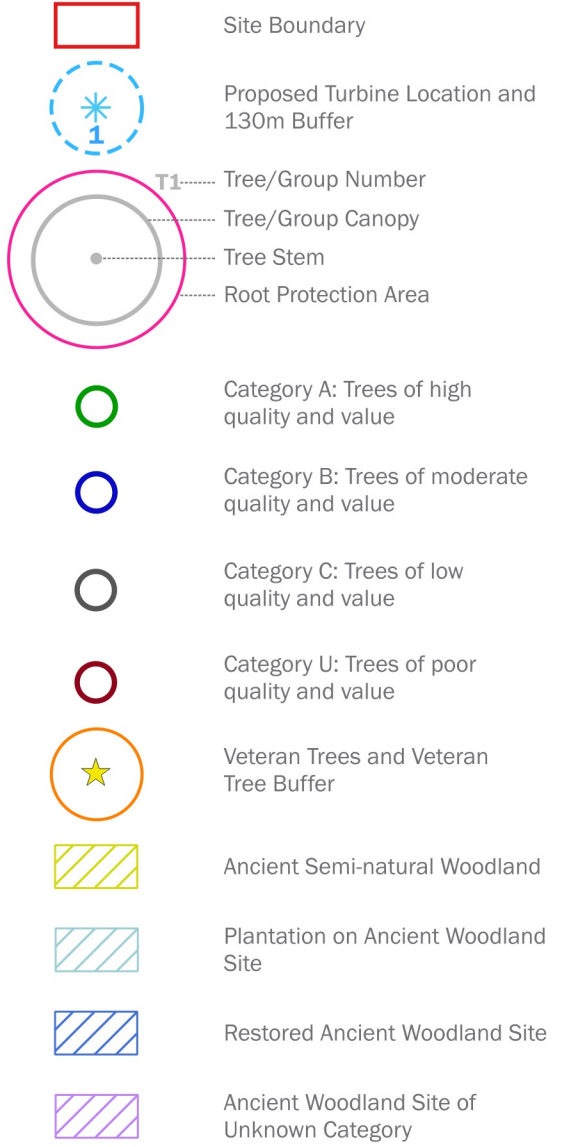 Site Boundary
Proposed Turbine Location and
130m Buffer
1
T1
Tree/Group Number
Tree/Group Canopy
Tree Stem
Root Protection Area
Category A: Trees of high
quality and value
Category B: Trees of moderate
quality and value
Category C: Trees of low
quality and value
Category U: Trees of poor
quality and value
Veteran Trees and Veteran
Tree Buffer
Ancient Semi-natural Woodland
Plantation on Ancient Woodland
Site
Restored Ancient Woodland Site
Ancient Woodland Site of
Unknown Category